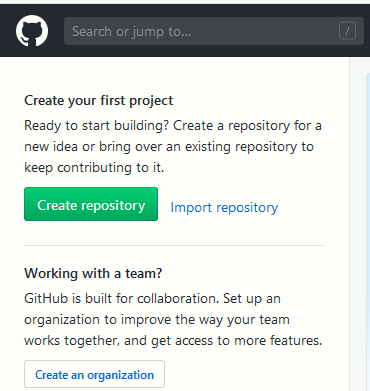 Search or jump to...
/
Create your first project
Ready to start building? Create a repository for a
new idea or bring over an existing repository to
keep contributing to it.
Create repository
Import repository
Working with a team?
GitHub is built for collaboration. Set up an
organization to improve the way your team
works together, and get access to more features.
Create an organization